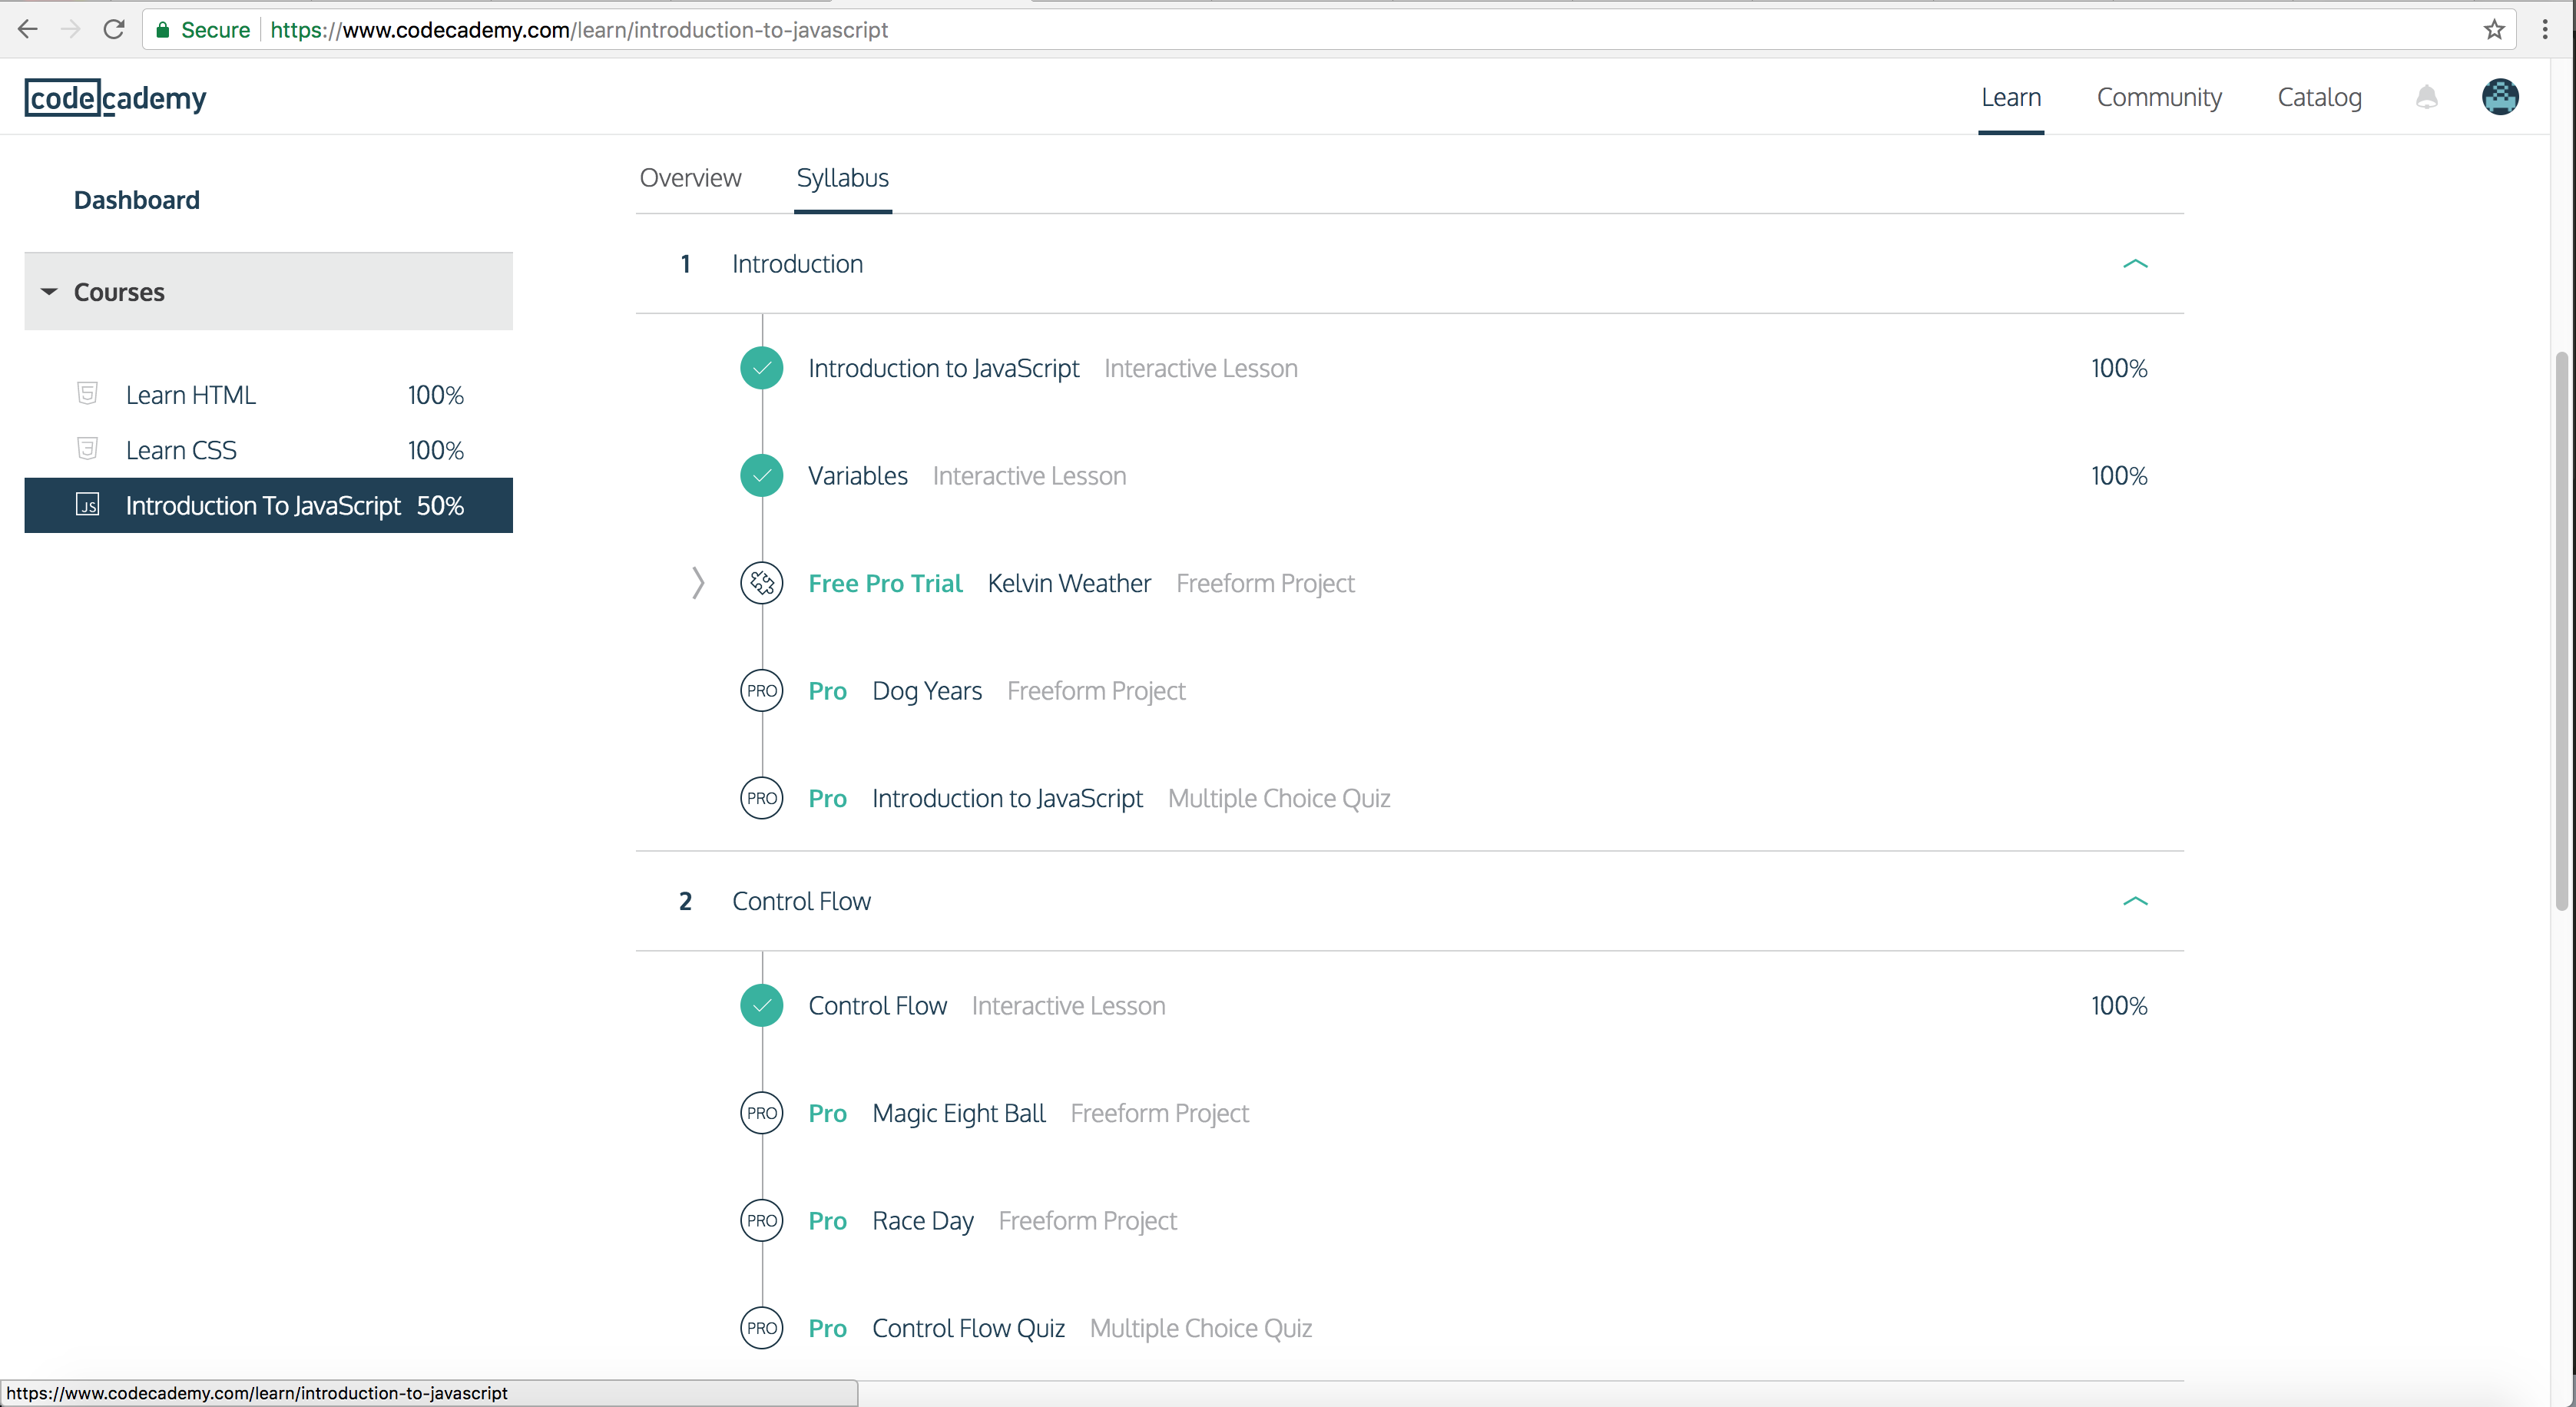 Secure https://www.codecademy.com/learn/introduction-to-javascript
codecademy
Learn Community Catalog
Dashboard
Courses
Learn HTML 100%
Learn CSS 100%
JS Introduction To JavaScript 50%
Overview Syllabus
1 Introduction
Introduction to JavaScript Interactive Lesson 100%
Variables Interactive Lesson 100%
Free Pro Trial Kelvin Weather Freeform Project
PRO Pro Dog Years Freeform Project
PRO Pro Introduction to JavaScript Multiple Choice Quiz
2 Control Flow
Control Flow Interactive Lesson 100%
PRO Pro Magic Eight Ball Freeform Project
PRO Pro Race Day Freeform Project
PRO Pro Control Flow Quiz Multiple Choice Quiz
https://www.codecademy.com/learn/introduction-to-javascript